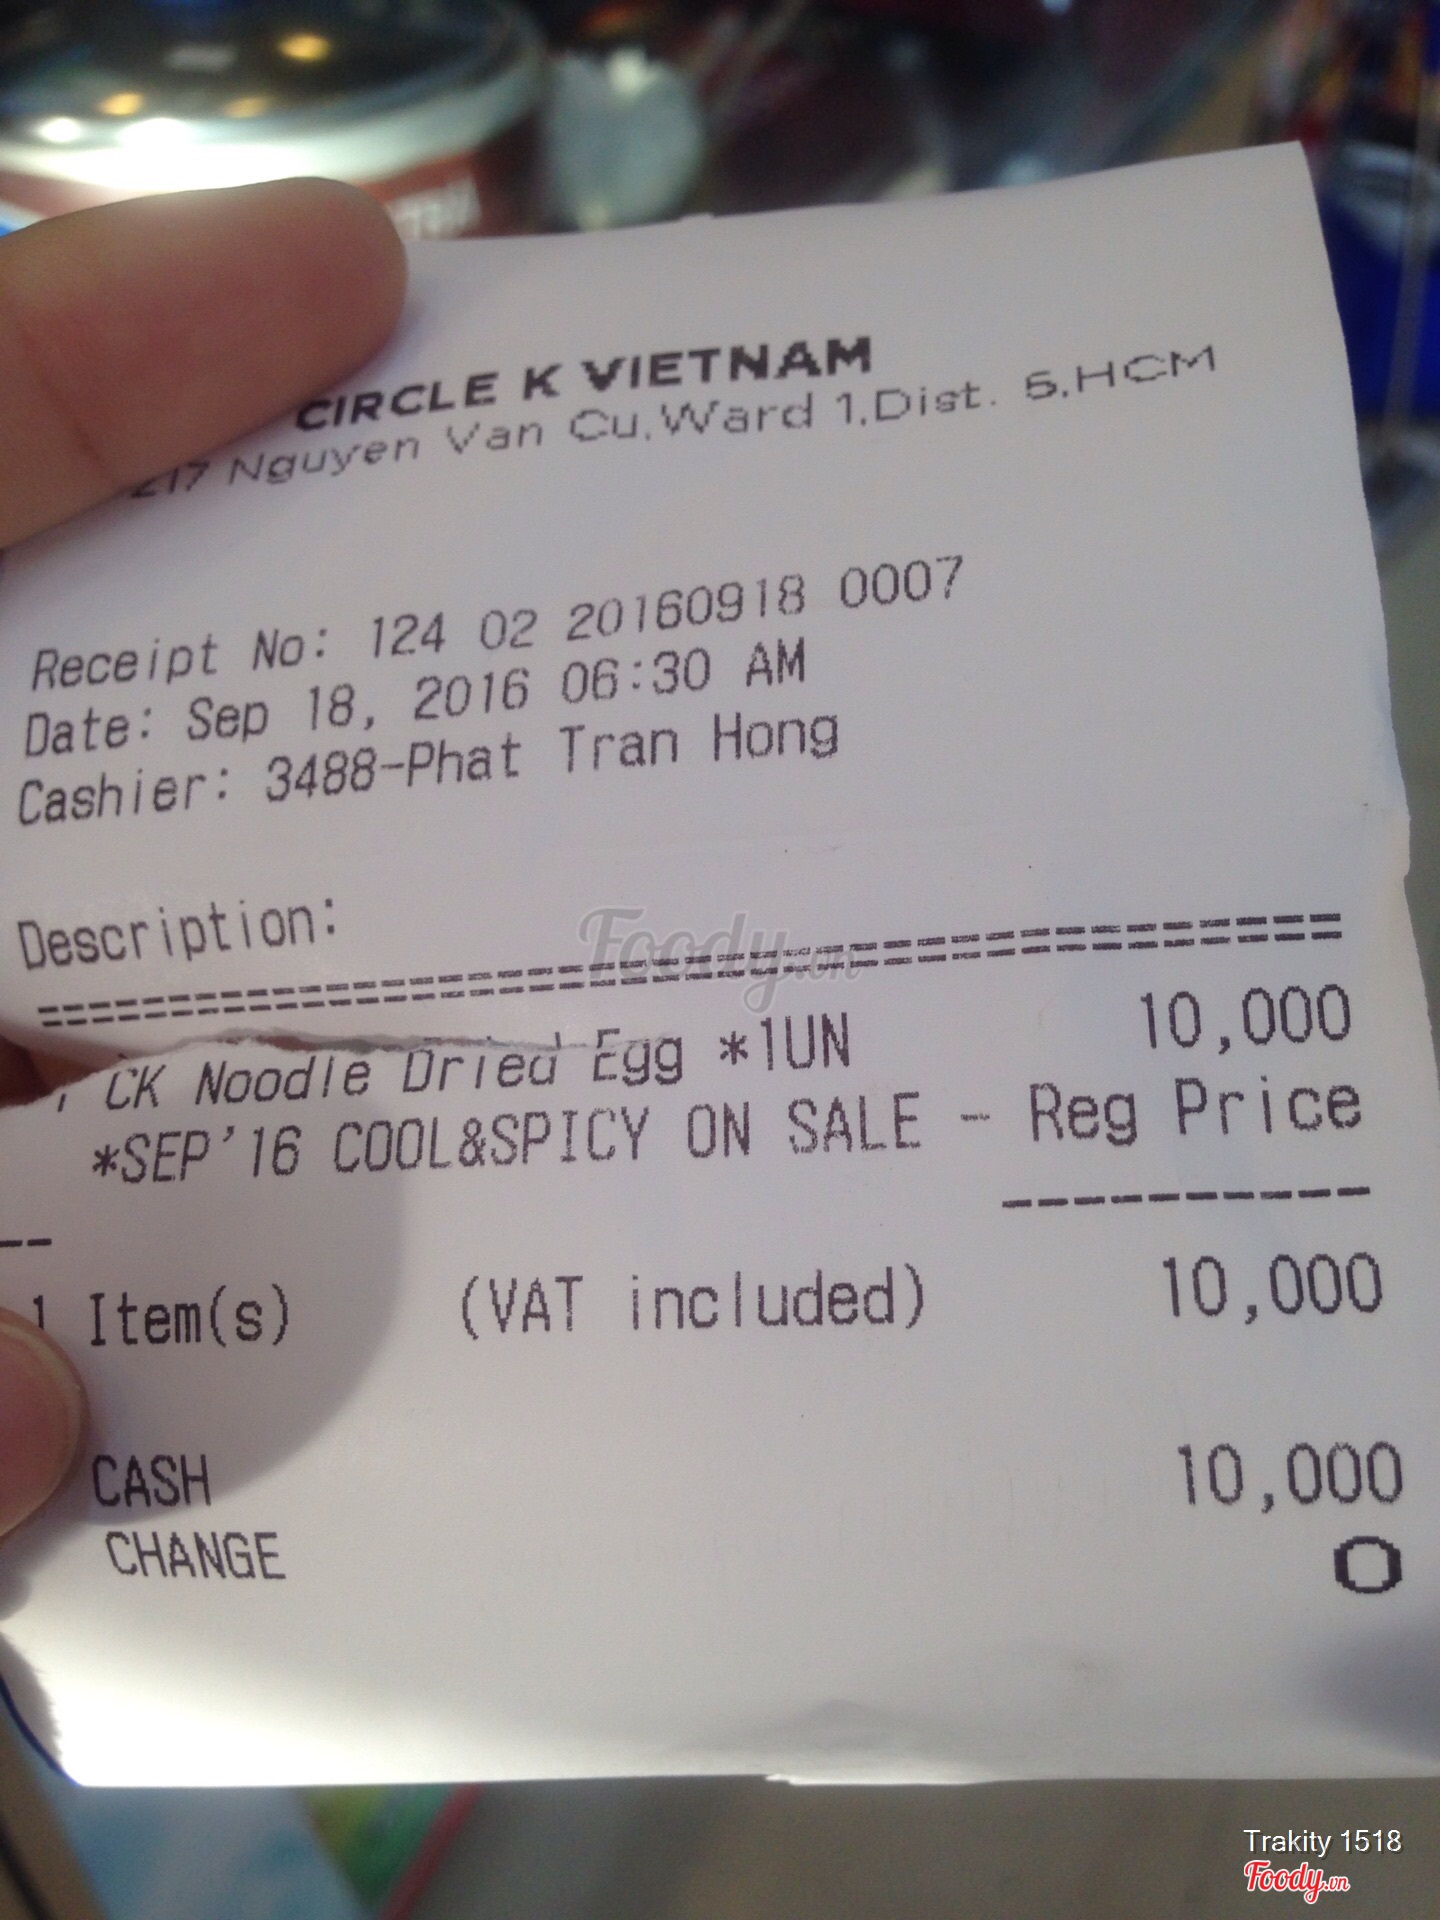 CIRCLE K VIETNAM
217 Nguyen Van Cu,Ward 1,Dist. 5,HCM
Receipt No: 124 02 20160918 0007
Date: Sep 18, 2016 06:30 AM
Cashier: 3488-Phat Tran Hong
Description:
Foody.vn
CK Noodle Dried Egg *1UN 10,000
*SEP'16 COOL&SPICY ON SALE - Reg Price
1 Item(s) (VAT included) 10,000
CASH 10,000
CHANGE 0
Trakity 1518
Foody.vn